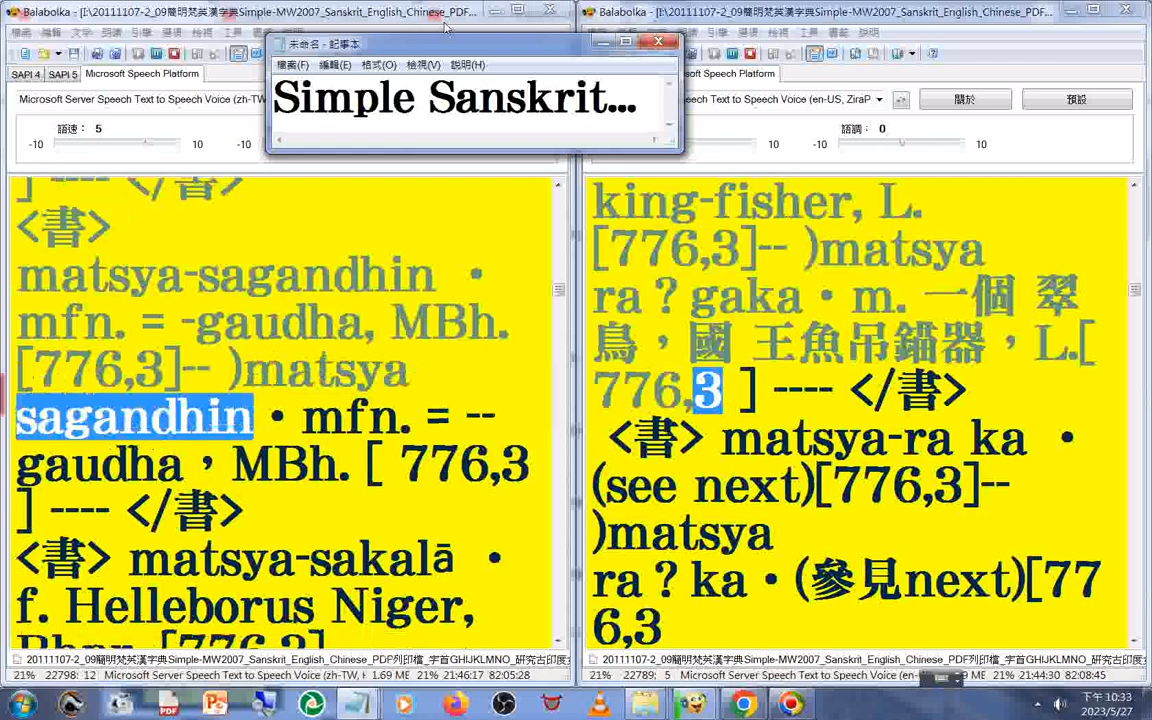 Balabolka - [I:\20111107-2_09簡明梵英漢字典Simple-MW2007_Sanskrit_English_Chinese_PDF...
Balabolka - [I:\20111107-2_09簡明梵英漢字典Simple-MW2007_Sanskrit_English_Chinese_PDF...
未命名 - 記事本
檔案(F) 編輯(E) 格式(O) 檢視(V) 說明(H)
Simple Sanskrit...
SAPI 4 SAPI 5 Microsoft Speech Platform
Microsoft Server Speech Text to Speech Voice (zh-TW,
語速： 5
-10 10 -10
eech Platform
ech Text to Speech Voice (en-US, ZiraP
關於 預設
語調： 0
10 -10 10
] ---- </書>
<書>
matsya-sagandhin •
mfn. = -gaudha, MBh.
[776,3]-- )matsya
sagandhin • mfn. = --
gaudha，MBh. [ 776,3
] ---- </書>
<書> matsya-sakalā •
f. Helleborus Niger,
king-fisher, L.
[776,3]-- )matsya
ra？gaka • m. 一個 翠
鳥，國 王魚吊錨器，L.[
776,3 ] ---- </書>
<書> matsya-ra ka •
(see next)[776,3]--
)matsya
ra？ka • (參見next)[77
6,3
20111107-2_09簡明梵英漢字典Simple-MW2007_Sanskrit_English_Chinese_PDF列印檔_字首GHIJKLMNO_研究古印度
20111107-2_09簡明梵英漢字典Simple-MW2007_Sanskrit_English_Chinese_PDF列印檔_字首GHIJKLMNO_研究古印度
21% 22798: 12 Microsoft Server Speech Text to Speech Voice (zh-TW, 1.69 ME 21% 21:46:17 82:05:28
21% 22789: 5 Microsoft Server Speech Text to Speech Voice (en-U 21% 21:44:30 82:08:45
下午 10:33
2023/5/27